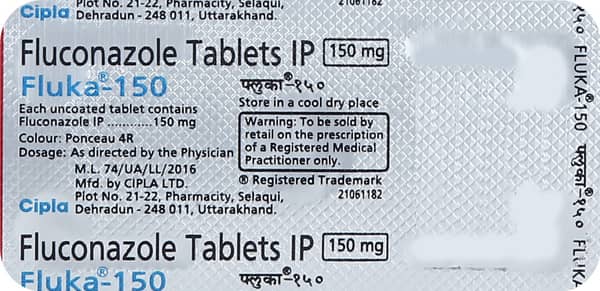 Plot No. 21-22, Pharmacity, Selaqui,
21061182
Cipla Dehradun - 248 011, Uttarakhand.
Fluconazole Tablets IP 150 mg
Fluka®-150
फ्लुका®-१५०
Each uncoated tablet contains
Fluconazole IP ............150 mg
Colour: Ponceau 4R
Dosage: As directed by the Physician
M.L. 74/UA/LL/2016
Mfd. by CIPLA LTD.
Plot No. 21-22, Pharmacity, Selaqui,
Cipla Dehradun - 248 011, Uttarakhand.
Store in a cool dry place
Warning: To be sold by
retail on the prescription
of a Registered Medical
Practitioner only.
® Registered Trademark
21061182
Fluconazole Tablets IP 150 mg
Fluka®-150
फ्लुका®-१५०
१५० FLUKA®-150 फ्लुका®-१५० FLUKA